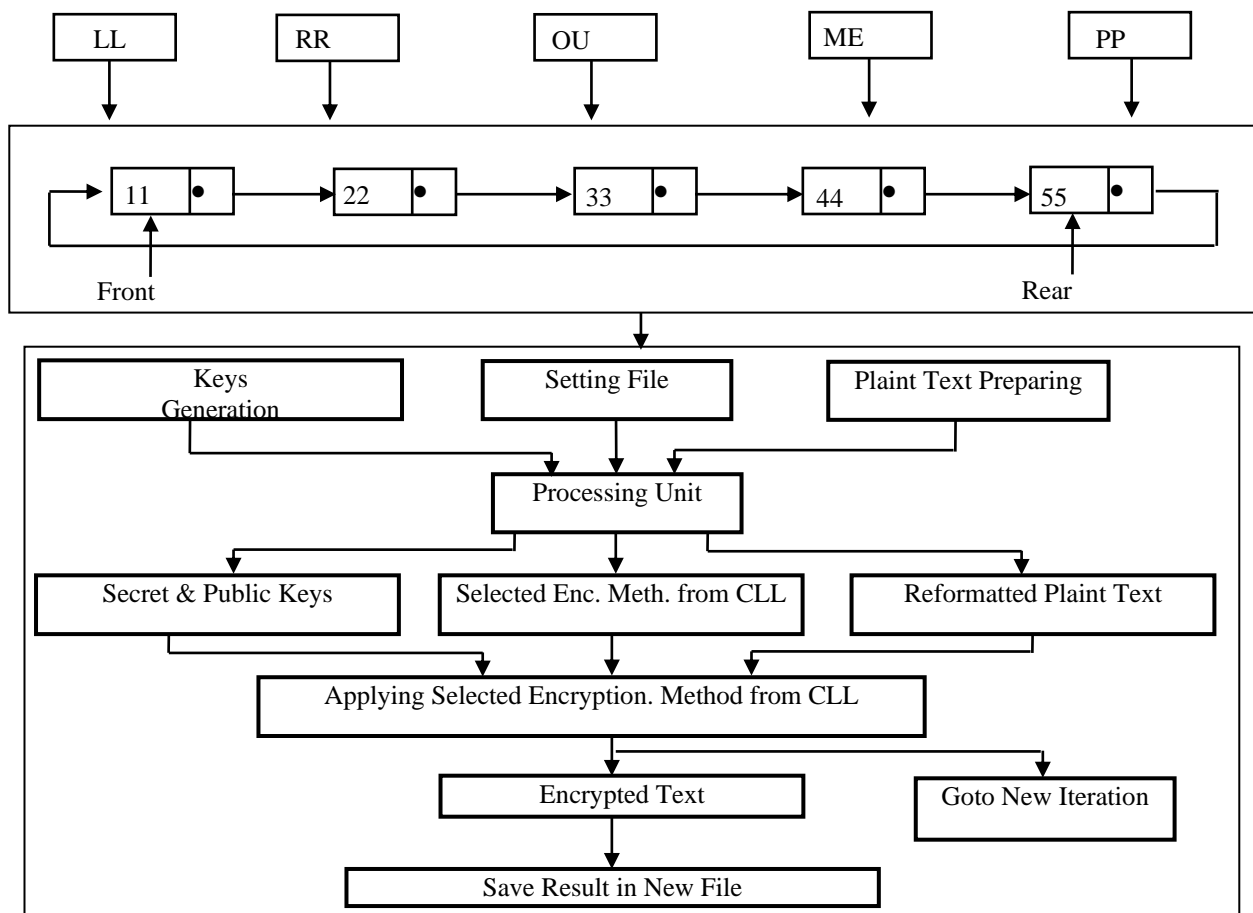 LL
RR
OU
ME
PP
11
22
33
44
55
Front
Rear
Keys
Generation
Setting File
Plaint Text Preparing
Processing Unit
Secret & Public Keys
Selected Enc. Meth. from CLL
Reformatted Plaint Text
Applying Selected Encryption. Method from CLL
Encrypted Text
Goto New Iteration
Save Result in New File